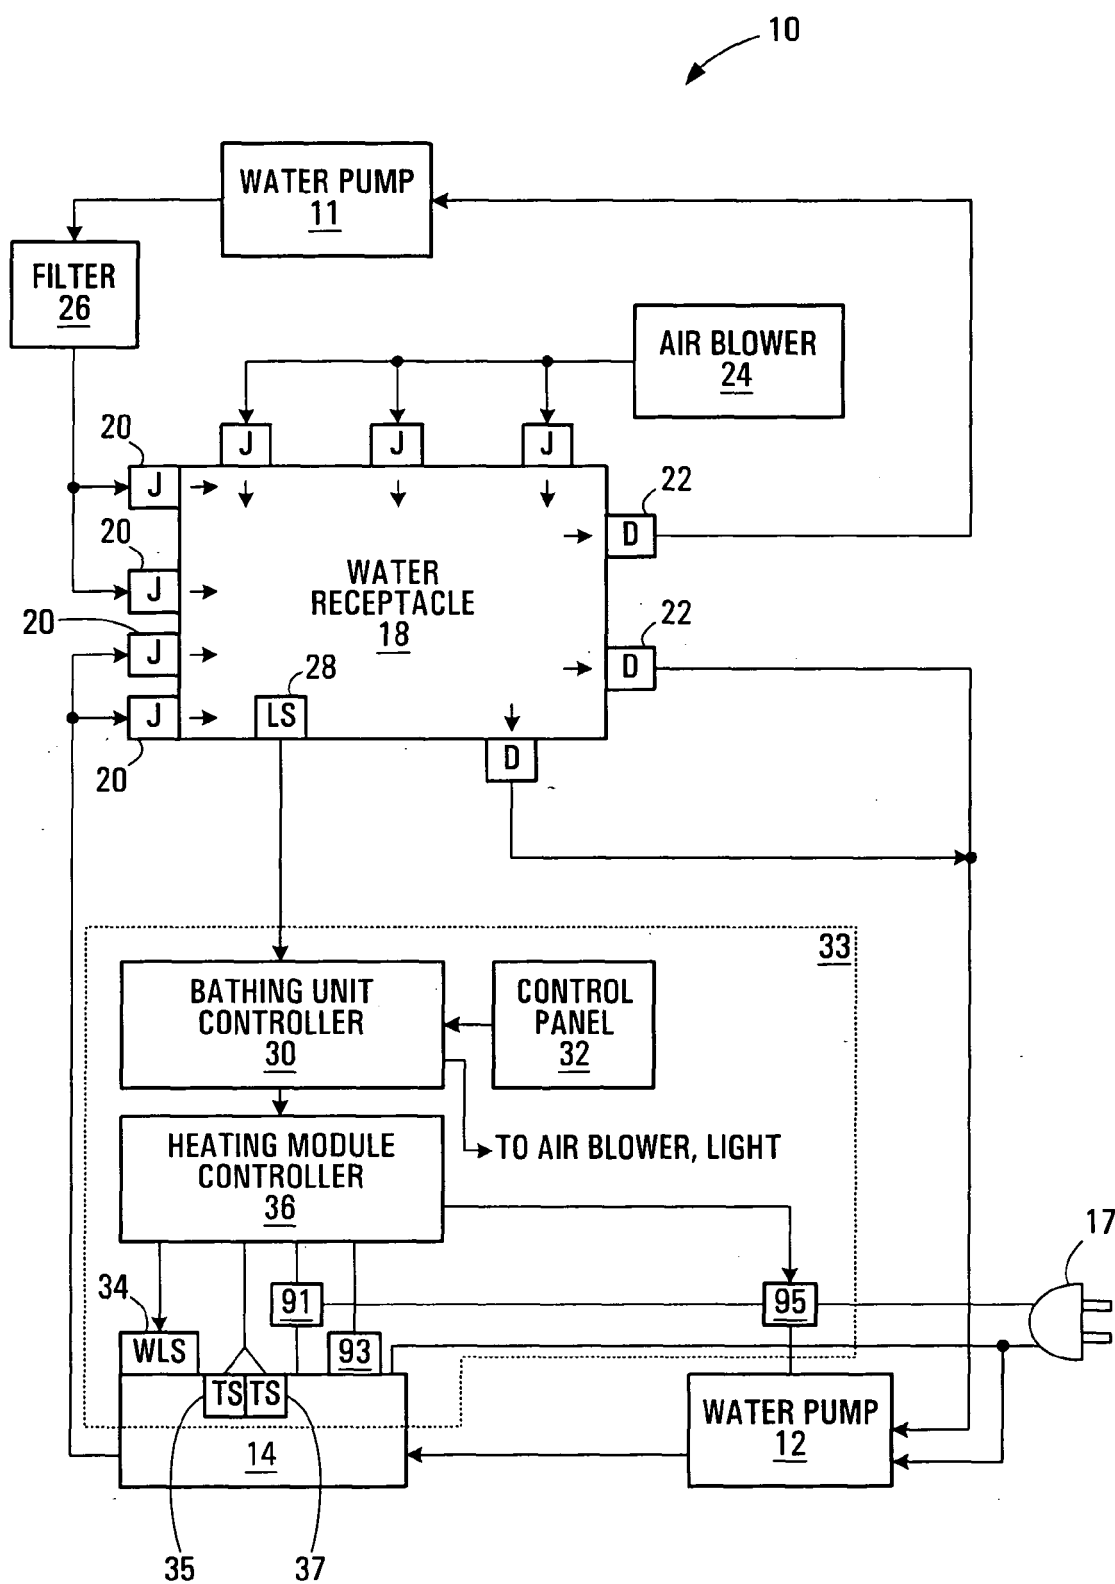 10
WATER PUMP
11
FILTER
26
AIR BLOWER
24
20
J
J
J
J
22
D
20
J
WATER
RECEPTACLE
18
20
J
22
D
28
J
LS
20
D
33
BATHING UNIT
CONTROLLER
30
CONTROL
PANEL
32
HEATING MODULE
CONTROLLER
36
TO AIR BLOWER, LIGHT
17
34
91
95
WLS
93
TS
TS
WATER PUMP
12
14
35
37